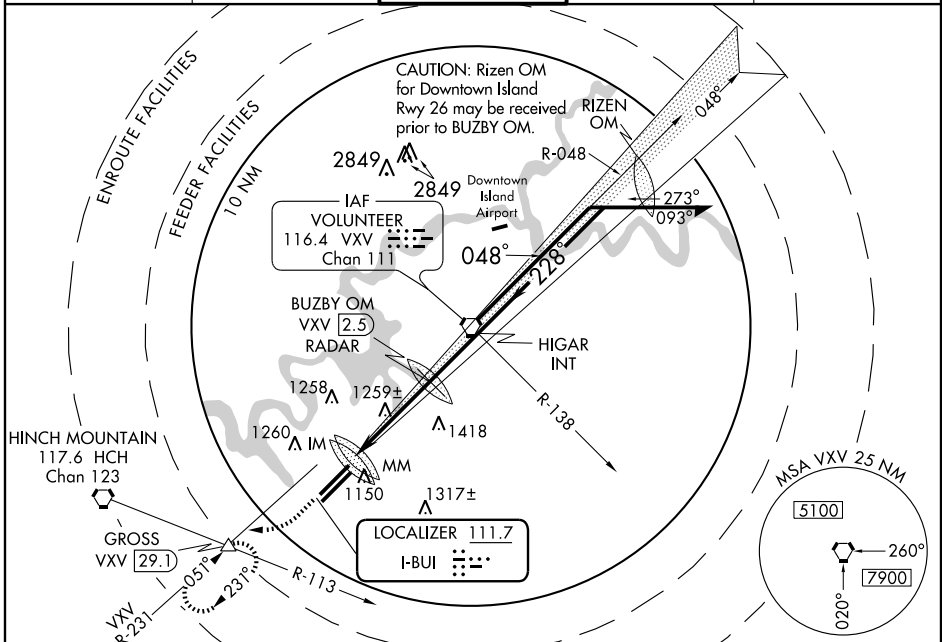 ENROUTE FACILITIES
FEEDER FACILITIES
10 NM
CAUTION: Rizen OM
for Downtown Island
Rwy 26 may be received
prior to BUZBY OM.
RIZEN
OM
048°
R-048
2849
2849
Downtown
Island
Airport
273°
093°
IAF
VOLUNTEER
116.4 VXV
Chan 111
048°
228°
BUZBY OM
VXV 2.5
RADAR
HIGAR
INT
R-138
1258
1259±
1418
1260
IM
MM
1150
1317±
HINCH MOUNTAIN
117.6 HCH
Chan 123
LOCALIZER 111.7
I-BUI
GROSS
VXV 29.1
051°
231°
R-113
VXV
R-231
MSA VXV 25 NM
5100
260°
7900
020°